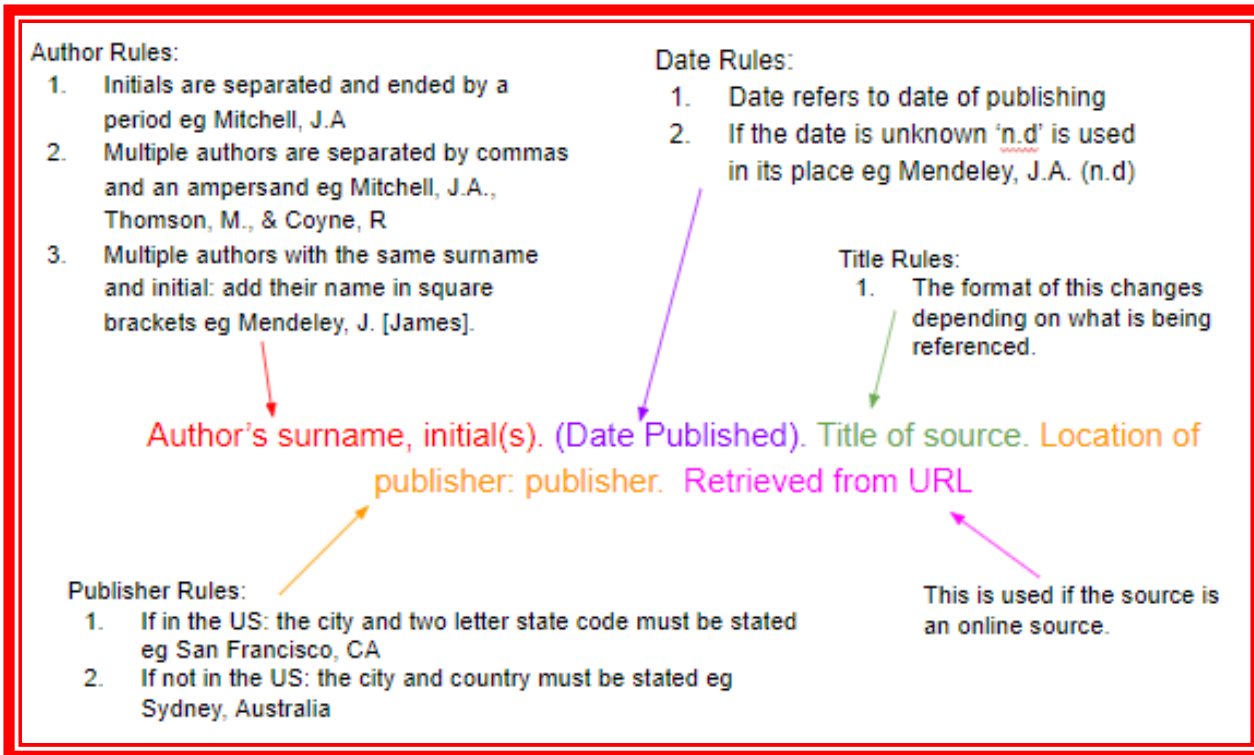 Author Rules:
1. Initials are separated and ended by a
period eg Mitchell, J.A
2. Multiple authors are separated by commas
and an ampersand eg Mitchell, J.A.,
Thomson, M., & Coyne, R
3. Multiple authors with the same surname
and initial: add their name in square
brackets eg Mendeley, J. [James].
Date Rules:
1. Date refers to date of publishing
2. If the date is unknown ‘n.d’ is used
in its place eg Mendeley, J.A. (n.d)
Title Rules:
1. The format of this changes
depending on what is being
referenced.
Author’s surname, initial(s). (Date Published). Title of source. Location of
publisher: publisher. Retrieved from URL
Publisher Rules:
1. If in the US: the city and two letter state code must be stated
eg San Francisco, CA
2. If not in the US: the city and country must be stated eg
Sydney, Australia
This is used if the source is
an online source.